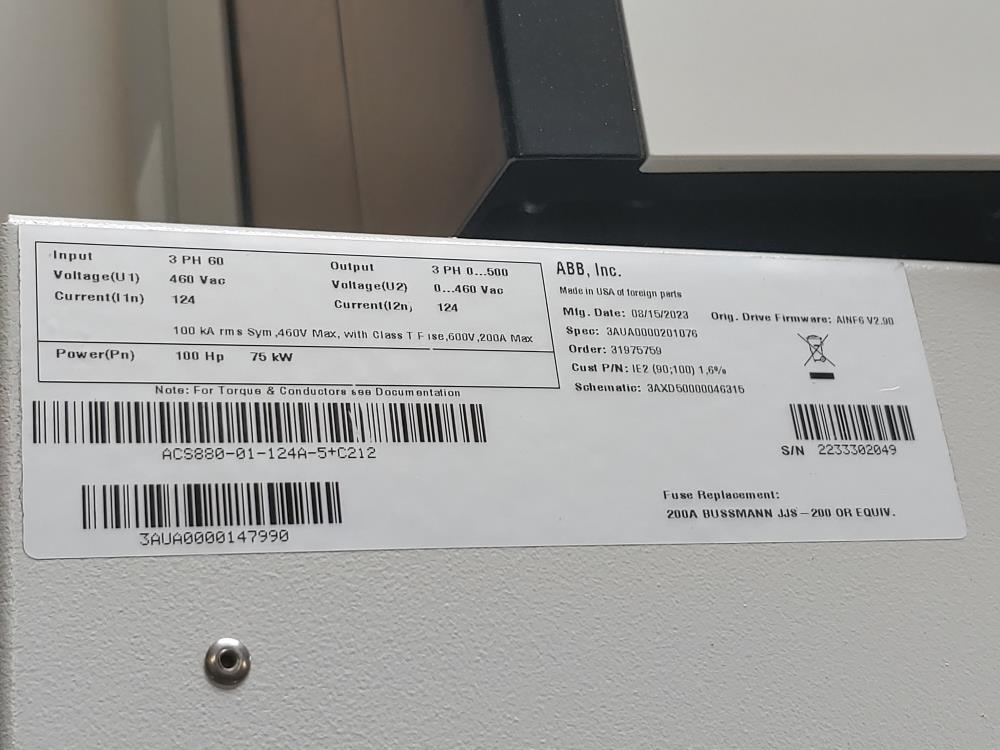 Input 3 PH 60
Voltage(U1) 460 Vac
Current(I1n) 124
Output 3 PH 0...500
Voltage(U2) 0...460 Vac
Current(I2n) 124
100 kA rms Sym ,460V Max, with Class T F se,600V,200A Max
Power(Pn) 100 Hp 75 kW
Note: For Torque & Conductors see Documentation
ACS880-01-124A-5+C212
3AUA0000147990
ABB, Inc.
Made in USA of foreign parts
Mfg. Date: 08/15/2023 Orig. Drive Firmware: AINF6 V2.90
Spec: 3AUA0000201076
Order: 31975759
Cust P/N: IE2 (90;100) 1,6%
Schematic: 3AXD50000046315
S/N 2233302049
Fuse Replacement:
200A BUSSMANN JJS-200 OR EQUIV.